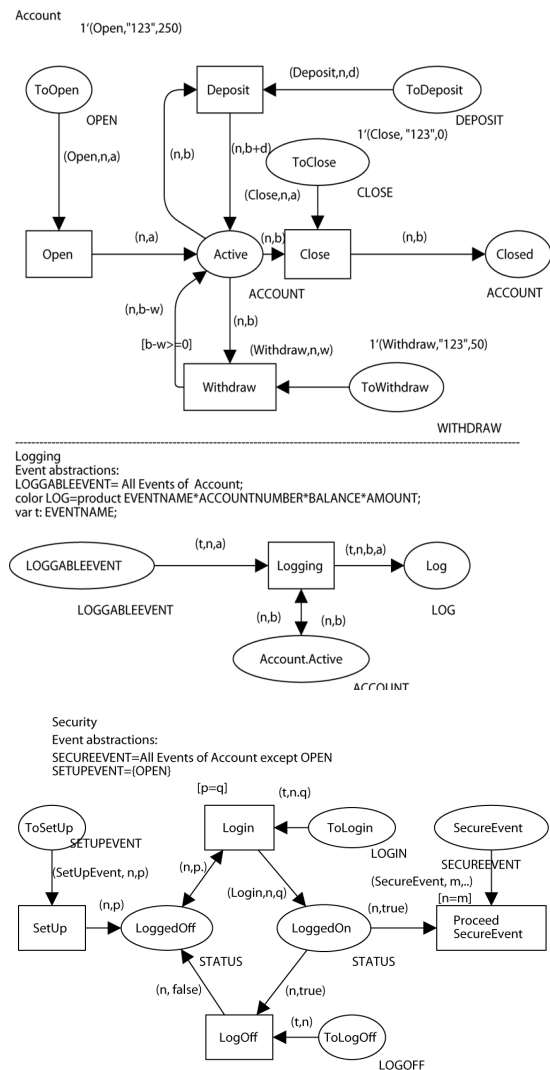 Account
1'(Open,"123",250)
ToOpen
OPEN
Deposit
(Deposit,n,d)
ToDeposit
DEPOSIT
(Open,n,a)
(n,b)
(n,b+d)
1'(Close, "123",0)
ToClose
CLOSE
(Close,n,a)
Open
(n,a)
Active
(n,b)
Close
(n,b)
Closed
ACCOUNT
ACCOUNT
(n,b-w)
[b-w>=0]
(n,b)
(Withdraw,n,w)
1'(Withdraw,"123",50)
Withdraw
ToWithdraw
WITHDRAW
Logging
Event abstractions:
LOGGABLEEVENT= All Events of Account;
color LOG=product EVENTNAME*ACCOUNTNUMBER*BALANCE*AMOUNT;
var t: EVENTNAME;
LOGGABLEEVENT
(t,n,a)
Logging
(t,n,b,a)
Log
LOGGABLEEVENT
LOG
(n,b)
(n,b)
Account.Active
ACCOUNT
Security
Event abstractions:
SECUREEVENT=All Events of Account except OPEN
SETUPEVENT={OPEN}
[p=q]
(t,n.q)
ToSetUp
SETUPEVENT
Login
ToLogin
LOGIN
SecureEvent
SECUREEVENT
(SetUpEvent, n,p)
(n,p.)
(Login,n,q)
(SecureEvent, m,..)
[n=m]
SetUp
(n,p)
LoggedOff
STATUS
LoggedOn
STATUS
(n,true)
Proceed
SecureEvent
(n, false)
(n,true)
LogOff
(t,n)
ToLogOff
LOGOFF